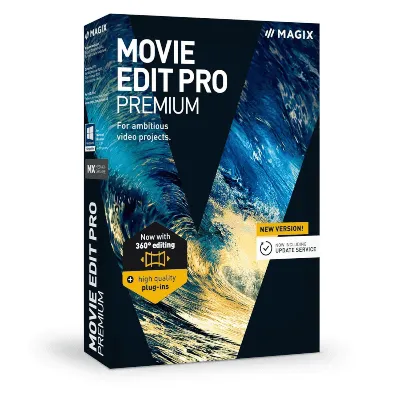 MAGIX
MOVIE
EDIT PRO
PREMIUM
For ambitious
video projects.
NEW VERSION!
NOW INCLUDING
UPDATE SERVICE
Now with
360° editing
+ high quality
plug-ins
MX
MOVIE EDIT PRO
PREMIUM